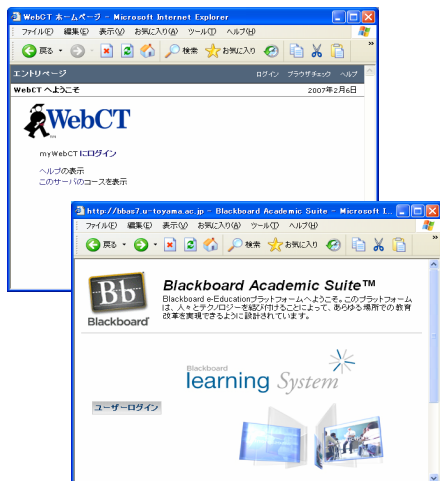 WebCT ホームページ - Microsoft Internet Explorer
ファイル(F) 編集(E) 表示(V) お気に入り(A) ツール(T) ヘルプ(H)
戻る 検索 お気に入り
エントリページ ログイン ブラウザチェック ヘルプ
WebCT へようこそ 2007年2月6日
WebCT
myWebCT にログイン
ヘルプの表示
このサーバのコースを表示
http://bbas7.u-toyama.ac.jp - Blackboard Academic Suite - Microsoft I...
ファイル(F) 編集(E) 表示(V) お気に入り(A) ツール(T) ヘルプ(H)
戻る 検索 お気に入り
Bb
Blackboard
Blackboard Academic Suite™
Blackboard e-Educationプラットフォームへようこそ。このプラットフォーム
は、人々とテクノロジーを結び付けることによって、あらゆる場所での教育
改革を実現できるように設計されています。
Blackboard
learning System
ユーザーログイン